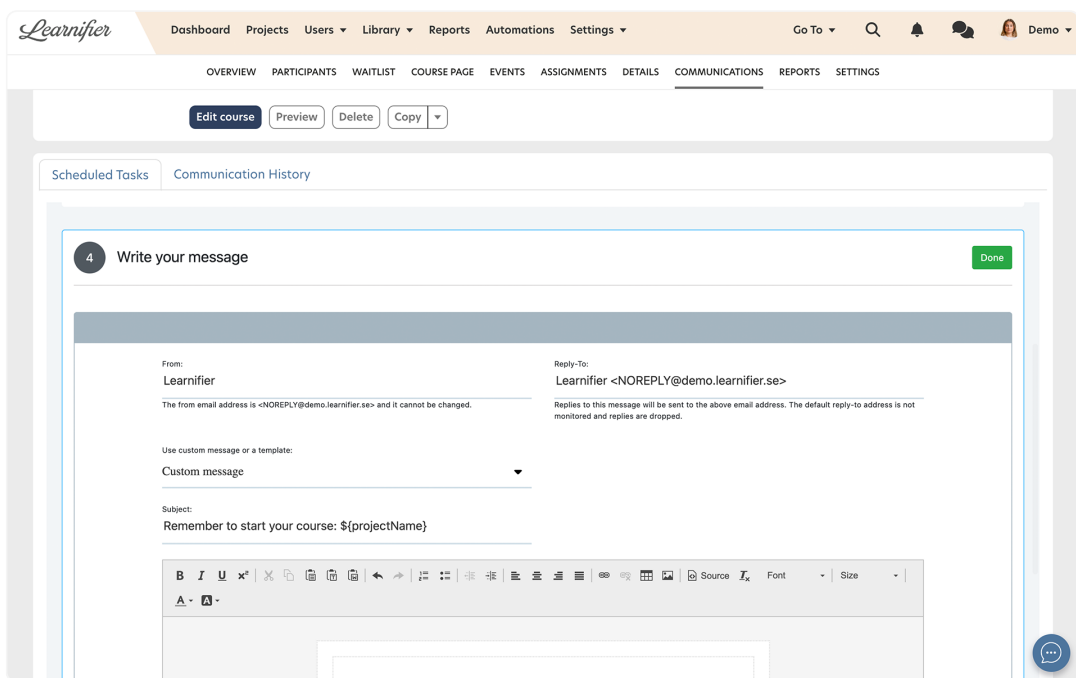 Learnifier
Dashboard Projects Users Library Reports Automations Settings Go To Demo
OVERVIEW PARTICIPANTS WAITLIST COURSE PAGE EVENTS ASSIGNMENTS DETAILS COMMUNICATIONS REPORTS SETTINGS
Edit course Preview Delete Copy
Scheduled Tasks Communication History
4 Write your message Done
From:
Learnifier
The from email address is <NOREPLY@demo.learnifier.se> and it cannot be changed.
Reply-To:
Learnifier <NOREPLY@demo.learnifier.se>
Replies to this message will be sent to the above email address. The default reply-to address is not
monitored and replies are dropped.
Use custom message or a template:
Custom message
Subject:
Remember to start your course: ${projectName}
B I U x² Source Tx Font Size
A A